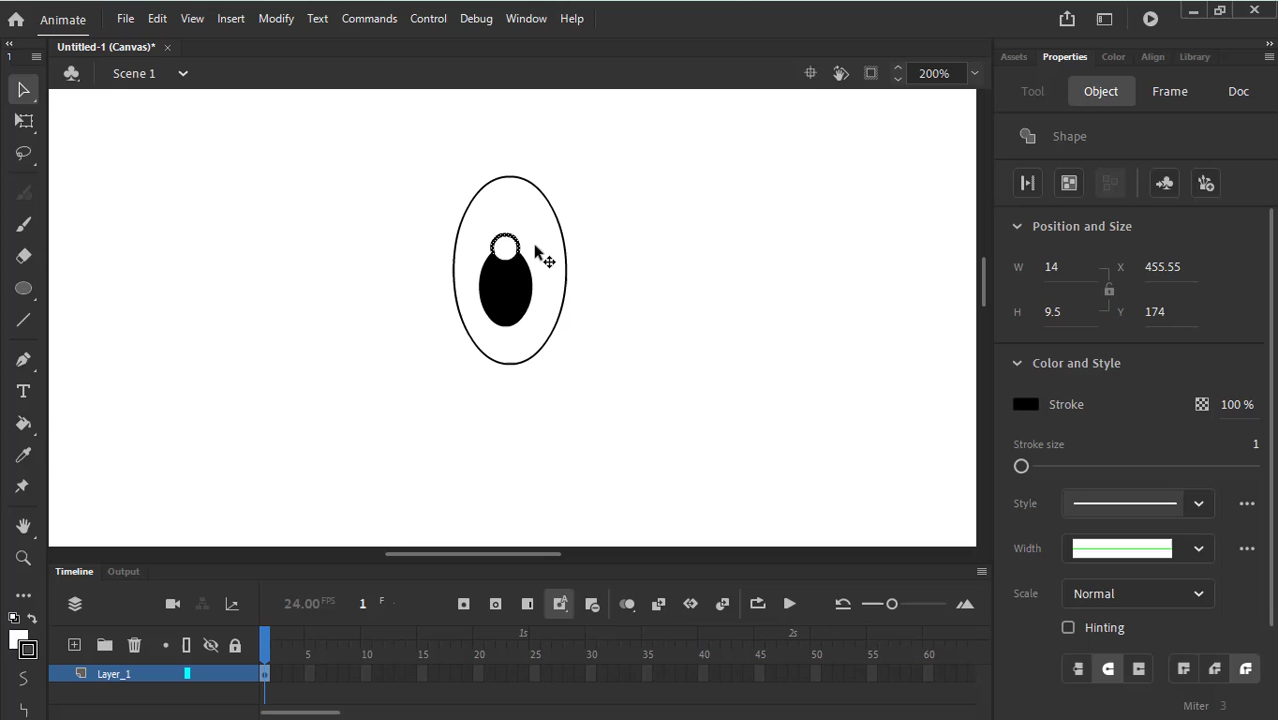 Animate File Edit View Insert Modify Text Commands Control Debug Window Help
1 Untitled-1 (Canvas)* × Assets Properties Color Align Library
Scene 1 200%
Tool Object Frame Doc
Shape
Position and Size
W 14 X 455.55
H 9.5 Y 174
Color and Style
Stroke 100 %
Stroke size 1
Style
Width
Scale Normal
Hinting
Miter 3
Timeline Output
24.00 FPS 1 F
1s 2s
5 10 15 20 25 30 35 40 45 50 55 60
Layer_1